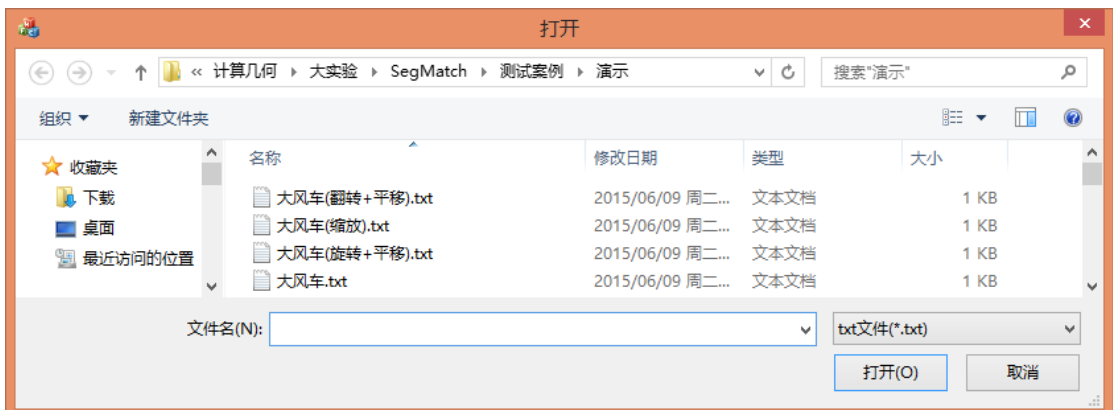 打开
« 计算几何 ▸ 大实验 ▸ SegMatch ▸ 测试案例 ▸ 演示 搜索"演示"
组织 新建文件夹
收藏夹 名称 修改日期 类型 大小
下载 大风车(翻转+平移).txt 2015/06/09 周二... 文本文档 1 KB
桌面 大风车(缩放).txt 2015/06/09 周二... 文本文档 1 KB
最近访问的位置 大风车(旋转+平移).txt 2015/06/09 周二... 文本文档 1 KB
大风车.txt 2015/06/09 周二... 文本文档 1 KB
文件名(N): txt文件(*.txt)
打开(O) 取消